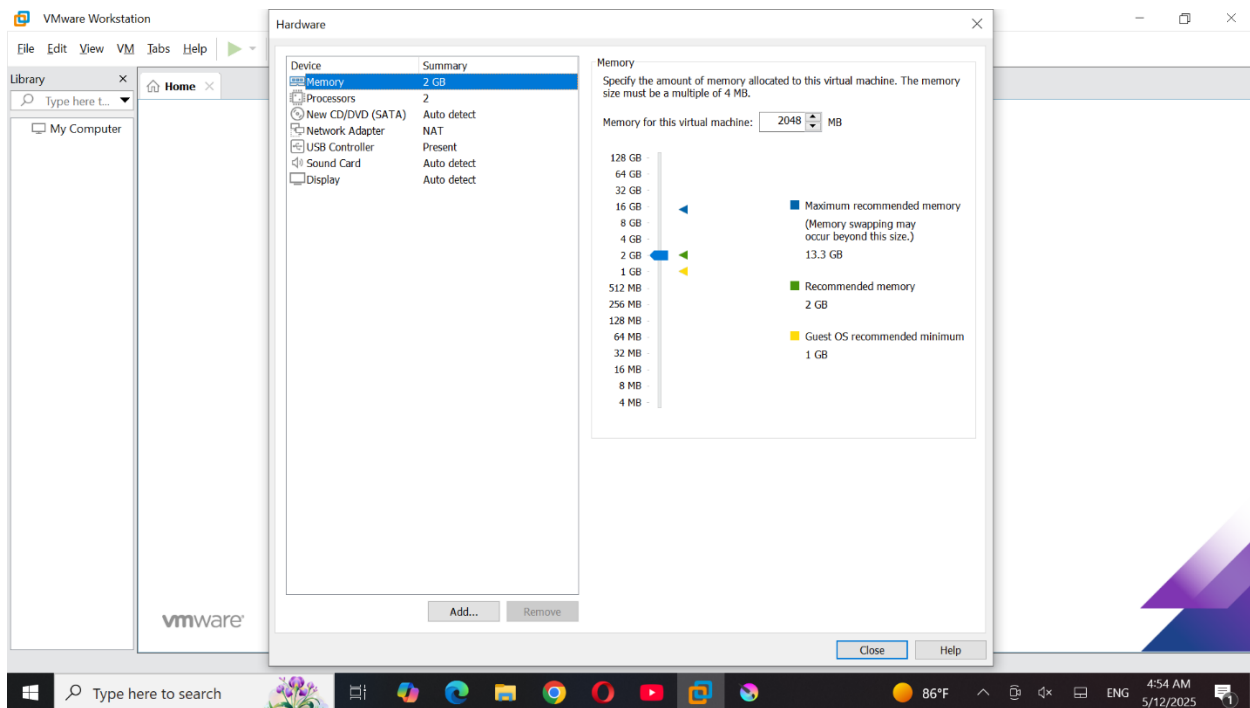 VMware Workstation
File Edit View VM Tabs Help
Library
Type here t...
My Computer
Home
vmware
Hardware
Device Summary
Memory 2 GB
Processors 2
New CD/DVD (SATA) Auto detect
Network Adapter NAT
USB Controller Present
Sound Card Auto detect
Display Auto detect
Add... Remove
Memory
Specify the amount of memory allocated to this virtual machine. The memory
size must be a multiple of 4 MB.
Memory for this virtual machine: 2048 MB
128 GB
64 GB
32 GB
16 GB
8 GB
4 GB
2 GB
1 GB
512 MB
256 MB
128 MB
64 MB
32 MB
16 MB
8 MB
4 MB
Maximum recommended memory
(Memory swapping may
occur beyond this size.)
13.3 GB
Recommended memory
2 GB
Guest OS recommended minimum
1 GB
Close Help
Type here to search
86°F
ENG
4:54 AM
5/12/2025
1